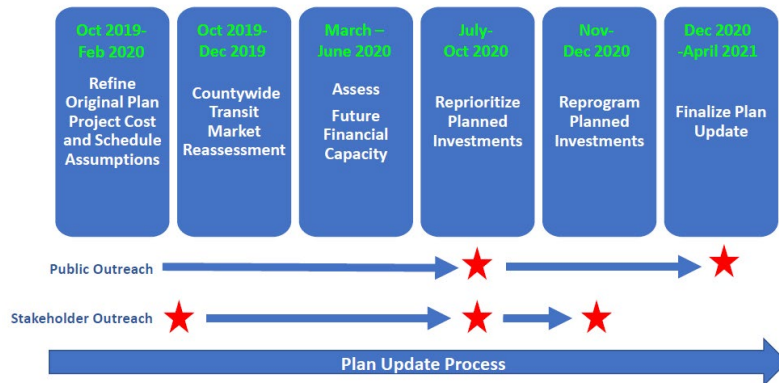 Oct 2019-
Feb 2020
Refine
Original Plan
Project Cost
and Schedule
Assumptions
Oct 2019-
Dec 2019
Countywide
Transit
Market
Reassessment
March –
June 2020
Assess
Future
Financial
Capacity
July-
Oct 2020
Reprioritize
Planned
Investments
Nov-
Dec 2020
Reprogram
Planned
Investments
Dec 2020
-April 2021
Finalize Plan
Update
Public Outreach
Stakeholder Outreach
Plan Update Process